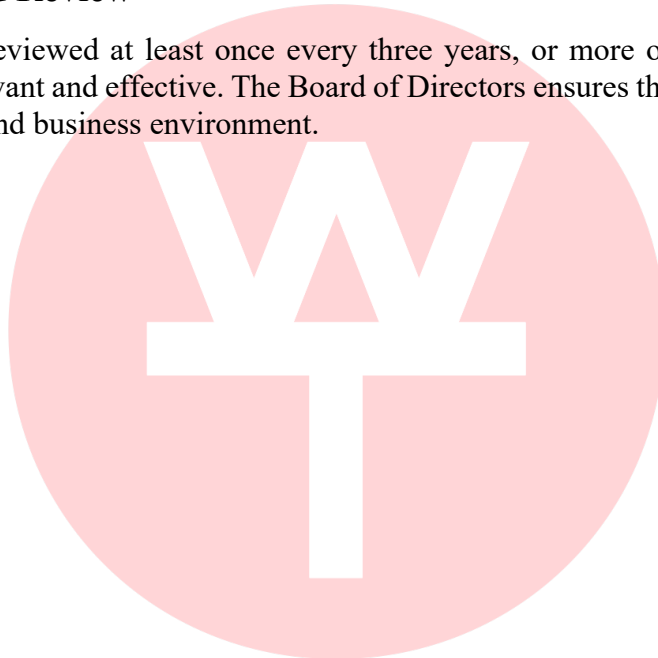 eviewed at least once every three years, or more o
vant and effective. The Board of Directors ensures th
nd business environment.
WT